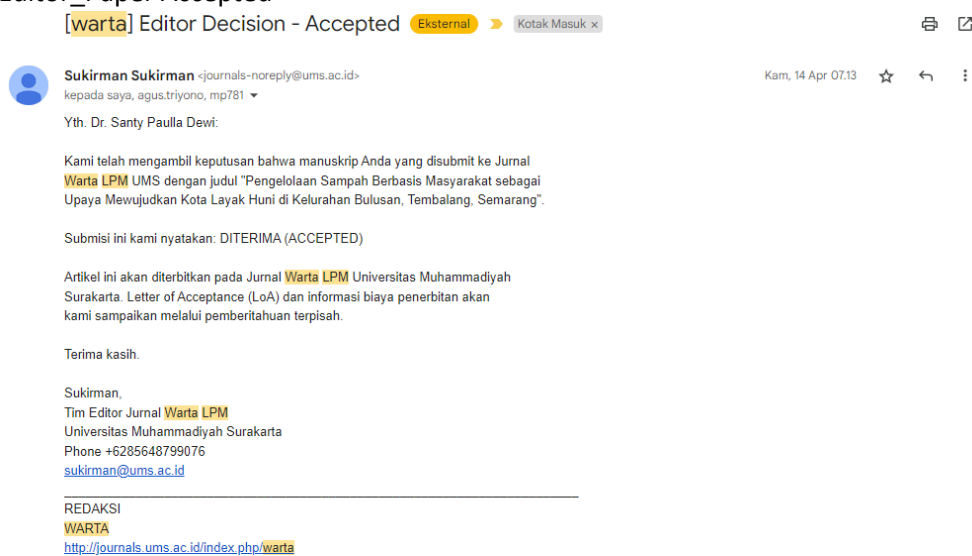 Editor_Paper Accepted
[warta] Editor Decision - Accepted Eksternal Kotak Masuk ×
Sukirman Sukirman <journals-noreply@ums.ac.id> Kam, 14 Apr 07.13
kepada saya, agus.triyono, mp781
Yth. Dr. Santy Paulla Dewi:
Kami telah mengambil keputusan bahwa manuskrip Anda yang disubmit ke Jurnal
Warta LPM UMS dengan judul "Pengelolaan Sampah Berbasis Masyarakat sebagai
Upaya Mewujudkan Kota Layak Huni di Kelurahan Bulusan, Tembalang, Semarang".
Submisi ini kami nyatakan: DITERIMA (ACCEPTED)
Artikel ini akan diterbitkan pada Jurnal Warta LPM Universitas Muhammadiyah
Surakarta. Letter of Acceptance (LoA) dan informasi biaya penerbitan akan
kami sampaikan melalui pemberitahuan terpisah.
Terima kasih.
Sukirman,
Tim Editor Jurnal Warta LPM
Universitas Muhammadiyah Surakarta
Phone +6285648799076
sukirman@ums.ac.id
REDAKSI
WARTA
http://journals.ums.ac.id/index.php/warta